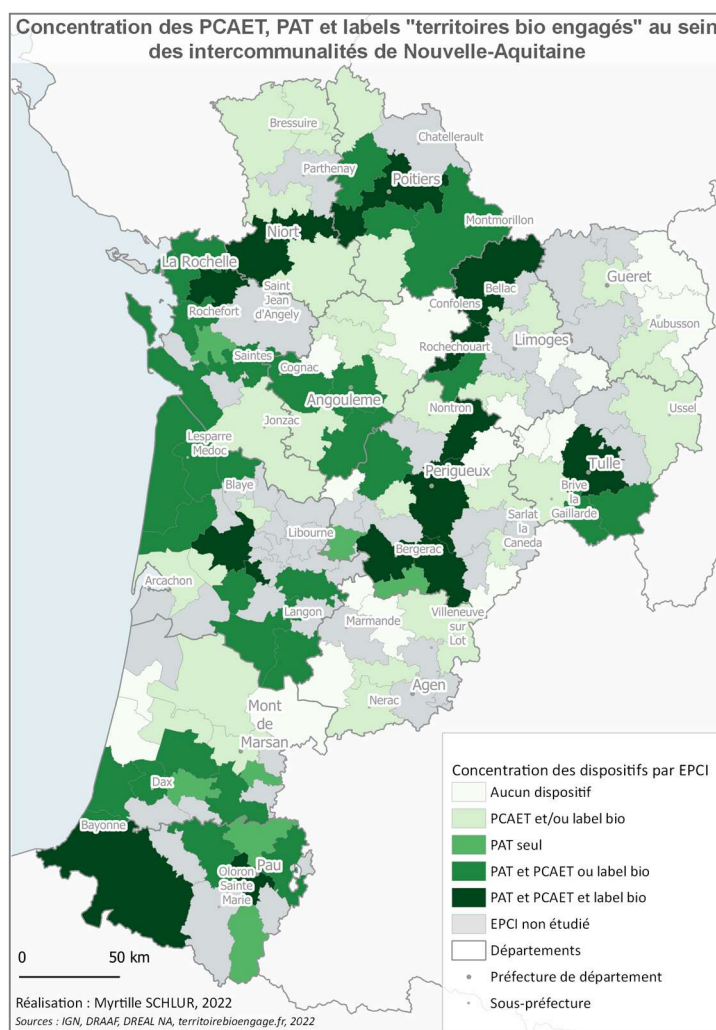 Concentration des PCAET, PAT et labels "territoires bio engagés" au sein
des intercommunalités de Nouvelle-Aquitaine
Bressuire
Chatellerault
Parthenay
Poitiers
Montmorillon
Niort
La Rochelle
Saint
Jean
d'Angely
Rochefort
Bellac
Gueret
Confolens
Aubusson
Rochechouart
Limoges
Saintes
Cognac
Angouleme
Nontron
Ussel
Jonzac
Lesparre
Medoc
Tulle
Perigueux
Blaye
Brive
la
Gaillarde
Sarlat
la
Caneda
Libourne
Bergerac
Arcachon
Langon
Marmande
Villeneuve
sur
Lot
Agen
Nerac
Mont
de
Marsan
Dax
Bayonne
Pau
Oloron
Sainte
Marie
Concentration des dispositifs par EPCI
Aucun dispositif
PCAET et/ou label bio
PAT seul
PAT et PCAET ou label bio
PAT et PCAET et label bio
EPCI non étudié
Départements
Préfecture de département
Sous-préfecture
0 50 km
Réalisation : Myrtille SCHLUR, 2022
Sources : IGN, DRAAF, DREAL NA, territoirebioengage.fr, 2022